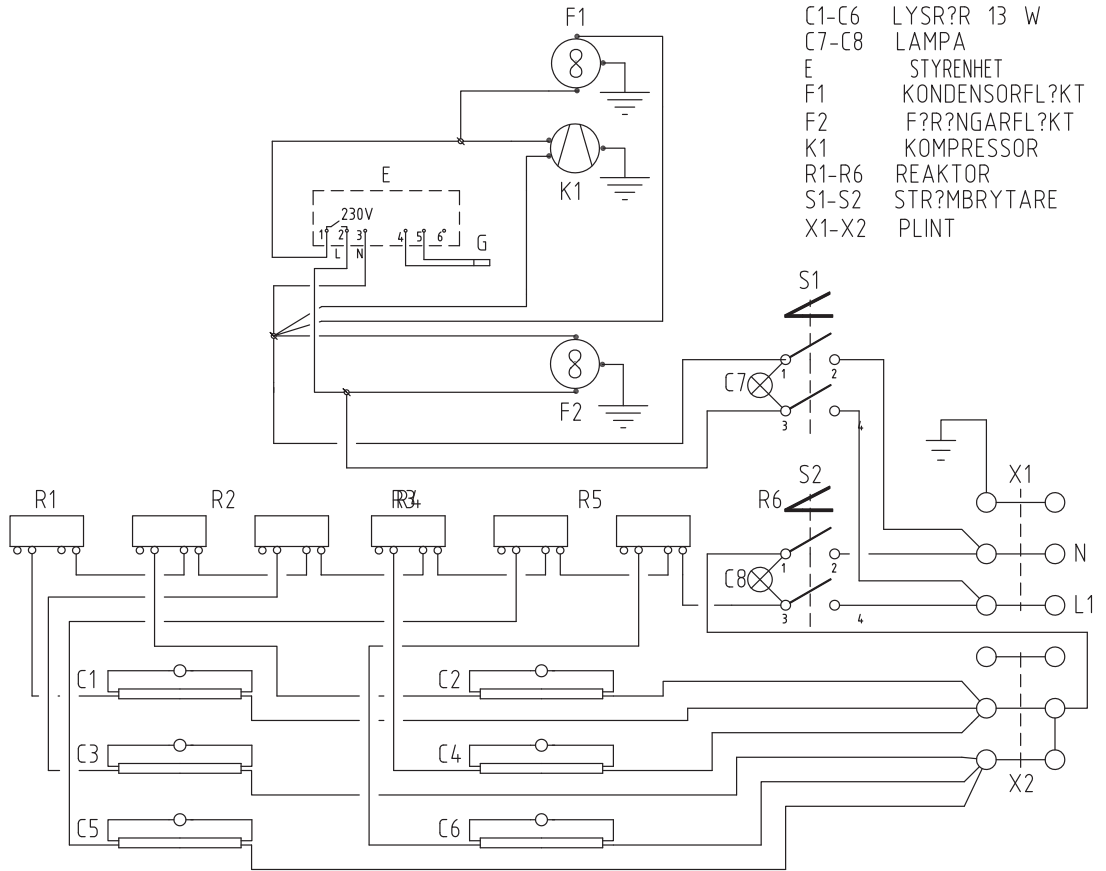 F1
C1-C6 LYSR?R 13 W
C7-C8 LAMPA
E STYRENHET
F1 KONDENSORFL?KT
F2 F?R?NGARFL?KT
K1 KOMPRESSOR
R1-R6 REAKTOR
S1-S2 STR?MBRYTARE
X1-X2 PLINT
K1
E
230V
1 2 3 4 5 6
L N
G
S1
C7
1 2
3 4
F2
X1
S2
R1 R2 R3 R4 R5 R6
N
C8
1 2
3 4
L1
C1 C2
C3 C4
X2
C5 C6